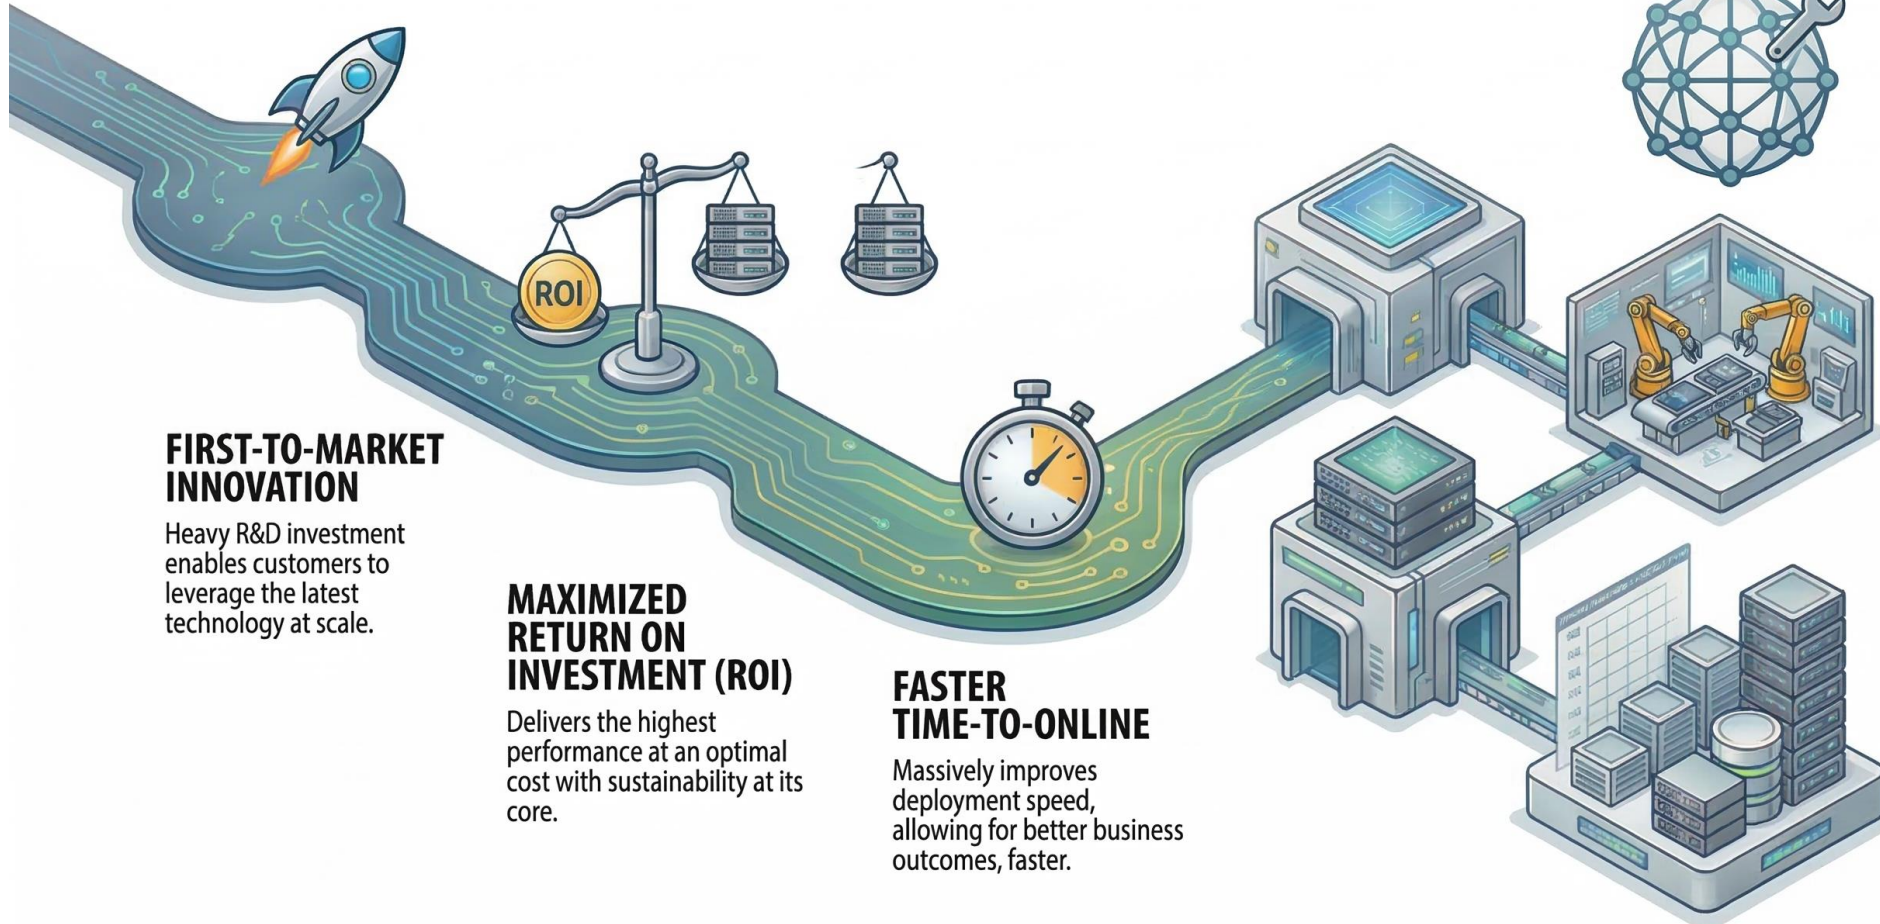 ROI
FIRST-TO-MARKET
INNOVATION
Heavy R&D investment
enables customers to
leverage the latest
technology at scale.
MAXIMIZED
RETURN ON
INVESTMENT (ROI)
Delivers the highest
performance at an optimal
cost with sustainability at its
core.
FASTER
TIME-TO-ONLINE
Massively improves
deployment speed,
allowing for better business
outcomes, faster.